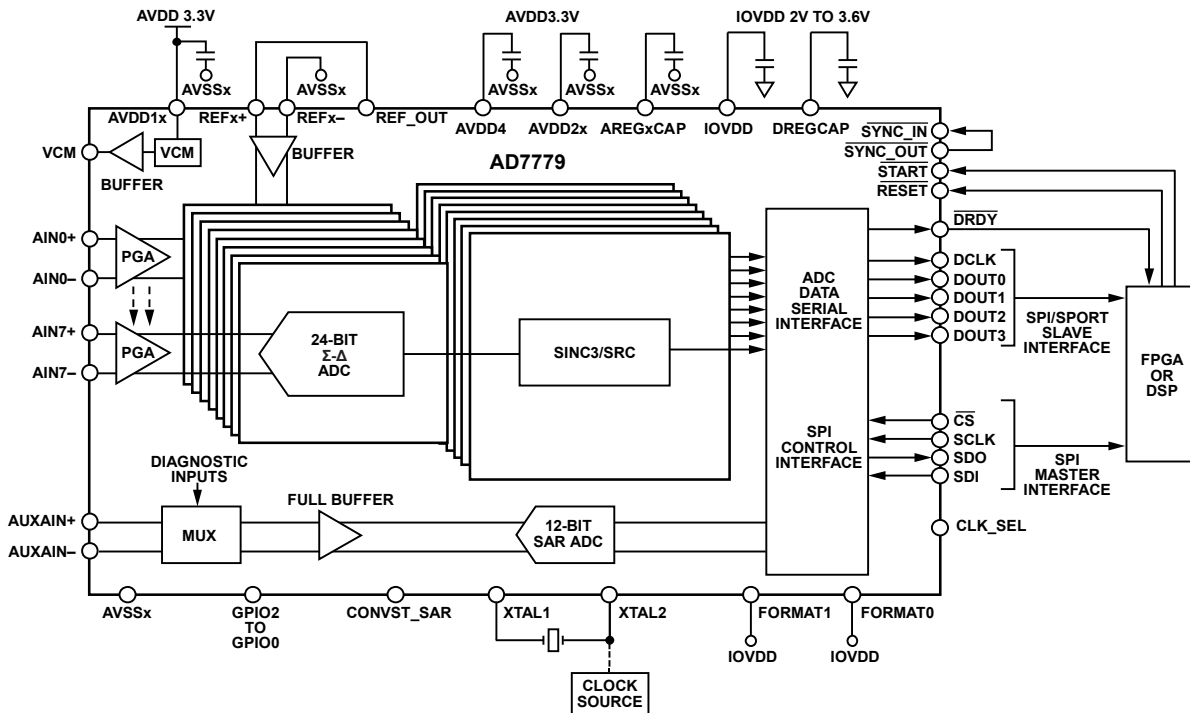 AVDD 3.3V
AVSSx
AVSSx
AVDD3.3V
AVSSx
AVSSx
AVSSx
IOVDD 2V TO 3.6V
AVDD1x
REFx+
REFx–
REF_OUT
AVDD4
AVDD2x
AREGxCAP
IOVDD
DREGCAP
VCM
VCM
BUFFER
BUFFER
AD7779
SYNC_IN
SYNC_OUT
START
RESET
AIN0+
PGA
AIN0–
AIN7+
PGA
AIN7–
24-BIT
Σ-Δ
ADC
SINC3/SRC
ADC
DATA
SERIAL
INTERFACE
SPI
CONTROL
INTERFACE
DRDY
DCLK
DOUT0
DOUT1
DOUT2
DOUT3
SPI/SPORT
SLAVE
INTERFACE
FPGA
OR
DSP
CS
SCLK
SDO
SDI
SPI
MASTER
INTERFACE
CLK_SEL
DIAGNOSTIC
INPUTS
FULL BUFFER
AUXAIN+
AUXAIN–
MUX
12-BIT
SAR ADC
AVSSx
GPIO2
TO
GPIO0
CONVST_SAR
XTAL1
XTAL2
FORMAT1
FORMAT0
IOVDD
IOVDD
CLOCK
SOURCE